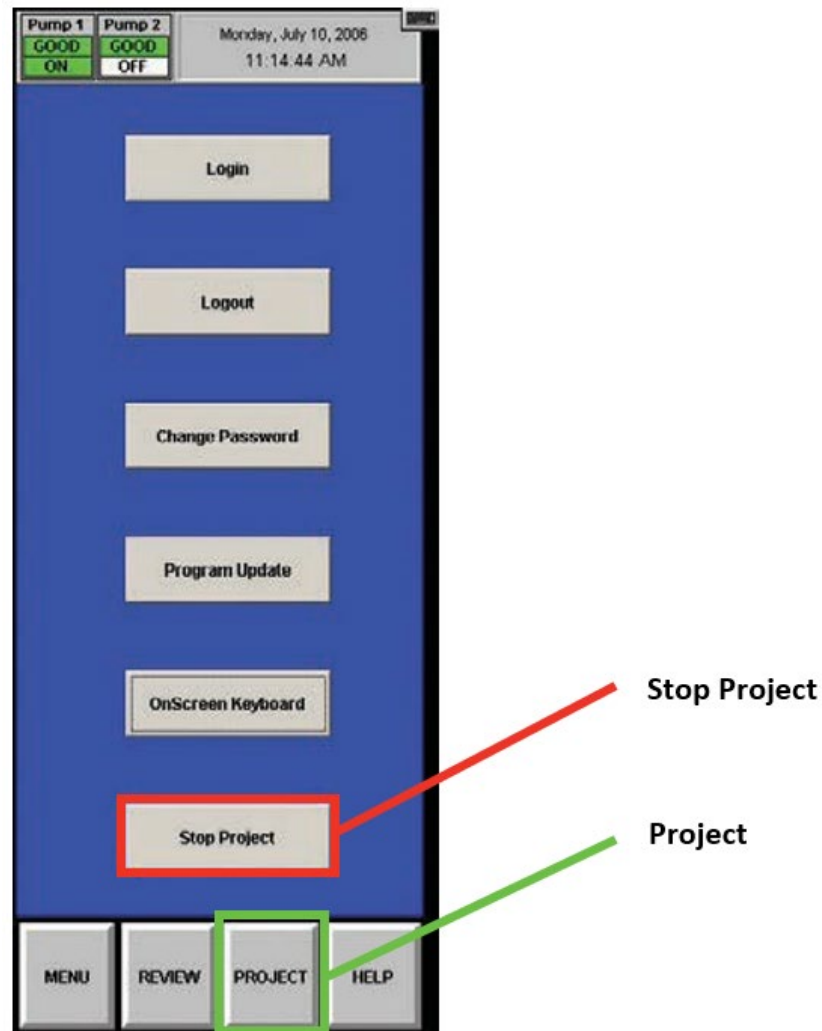 Pump 1
GOOD
ON
Pump 2
GOOD
OFF
Monday, July 10, 2006
11:14:44 AM
Login
Logout
Change Password
Program Update
OnScreen Keyboard
Stop Project
Stop Project
Project
MENU
REVIEW
PROJECT
HELP